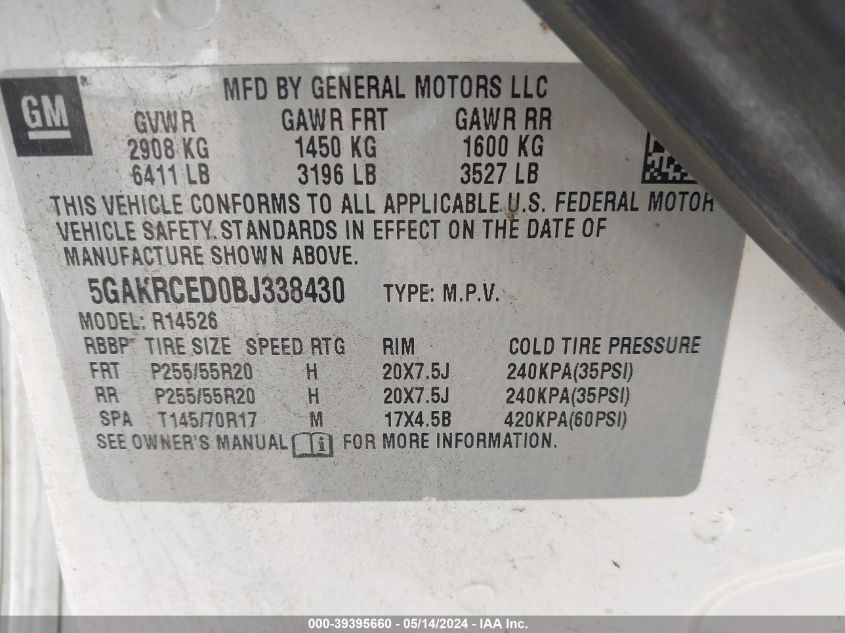 GM
MFD BY GENERAL MOTORS LLC
GVWR GAWR FRT GAWR RR
2908 KG 1450 KG 1600 KG
6411 LB 3196 LB 3527 LB
THIS VEHICLE CONFORMS TO ALL APPLICABLE U.S. FEDERAL MOTOR
VEHICLE SAFETY STANDARDS IN EFFECT ON THE DATE OF
MANUFACTURE SHOWN ABOVE.
5GAKRCED0BJ338430 TYPE: M.P.V.
MODEL: R14526
RBBP TIRE SIZE SPEED RTG RIM COLD TIRE PRESSURE
FRT P255/55R20 H 20X7.5J 240KPA(35PSI)
RR P255/55R20 H 20X7.5J 240KPA(35PSI)
SPA T145/70R17 M 17X4.5B 420KPA(60PSI)
SEE OWNER'S MANUAL i FOR MORE INFORMATION.
000-39395660 - 05/14/2024 - IAA Inc.